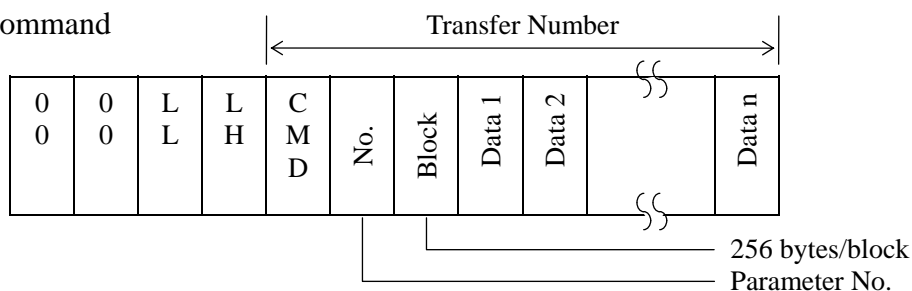 ommand
Transfer Number
0 0 L L C
0 0 L H M
D
No.
Block
Data 1
Data 2
Data n
256 bytes/block
Parameter No.